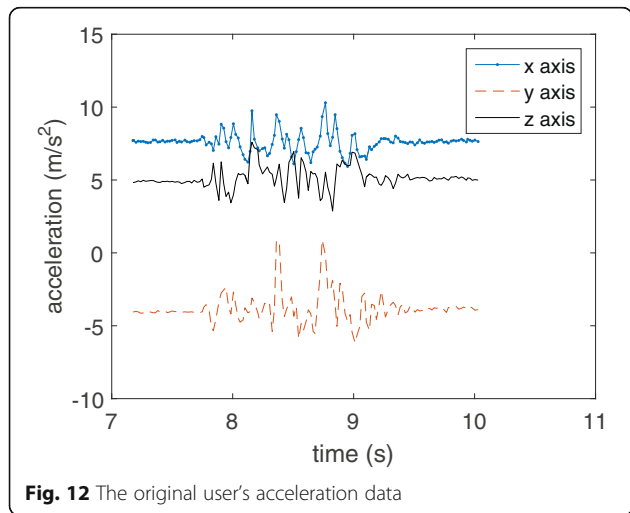 15
10
5
0
-5
-10
acceleration (m/s²)
x axis
y axis
z axis
7
8
9
10
11
time (s)
Fig. 12 The original user's acceleration data